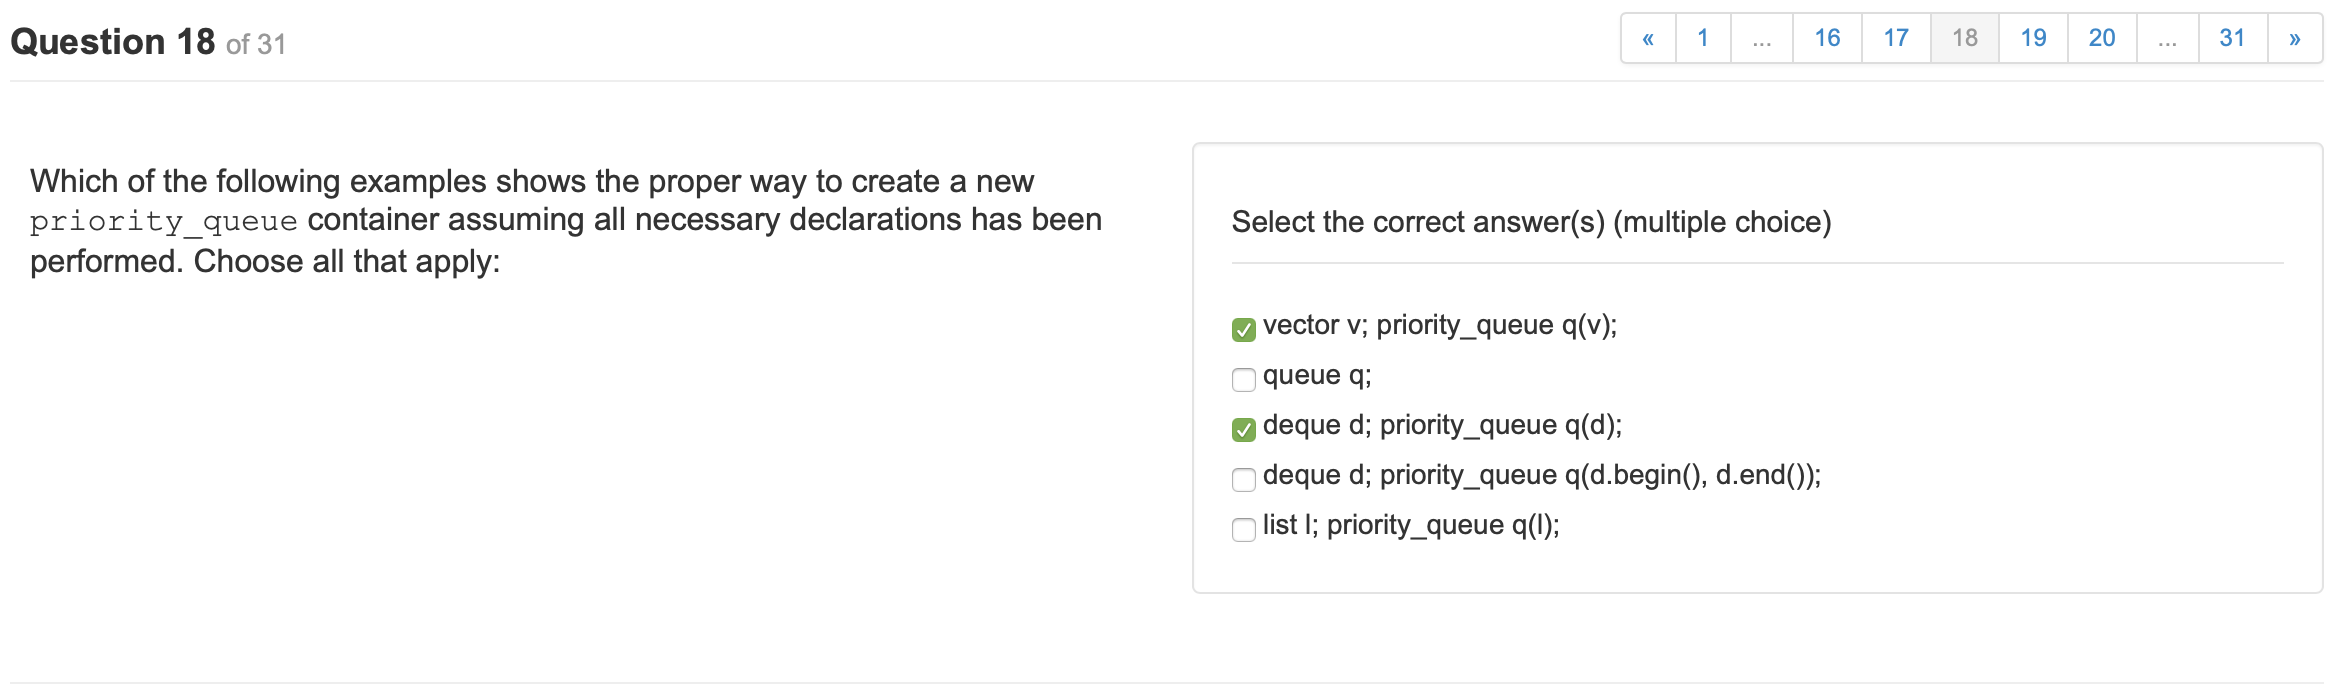 Question 18 of 31
« 1 ... 16 17 18 19 20 ... 31 »
Which of the following examples shows the proper way to create a new
priority_queue container assuming all necessary declarations has been
performed. Choose all that apply:
Select the correct answer(s) (multiple choice)
vector v; priority_queue q(v);
queue q;
deque d; priority_queue q(d);
deque d; priority_queue q(d.begin(), d.end());
list l; priority_queue q(l);